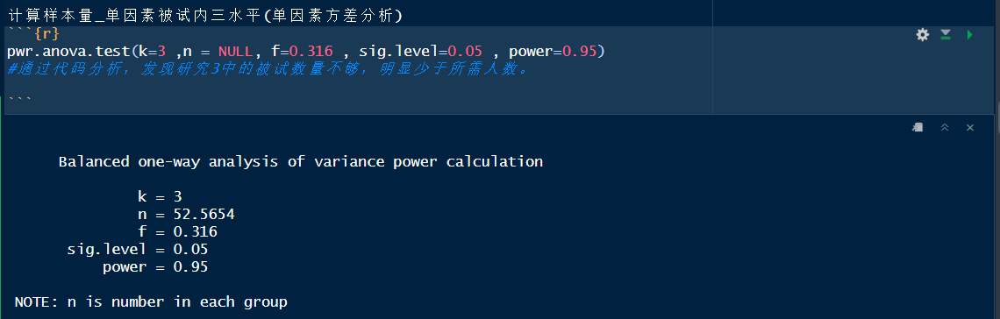 计算样本量_单因素被试内三水平(单因素方差分析)
```{r}
pwr.anova.test(k=3 ,n = NULL, f=0.316 , sig.level=0.05 , power=0.95)
#通过代码分析，发现研究3中的被试数量不够，明显少于所需人数。
```
Balanced one-way analysis of variance power calculation
k = 3
n = 52.5654
f = 0.316
sig.level = 0.05
power = 0.95
NOTE: n is number in each group